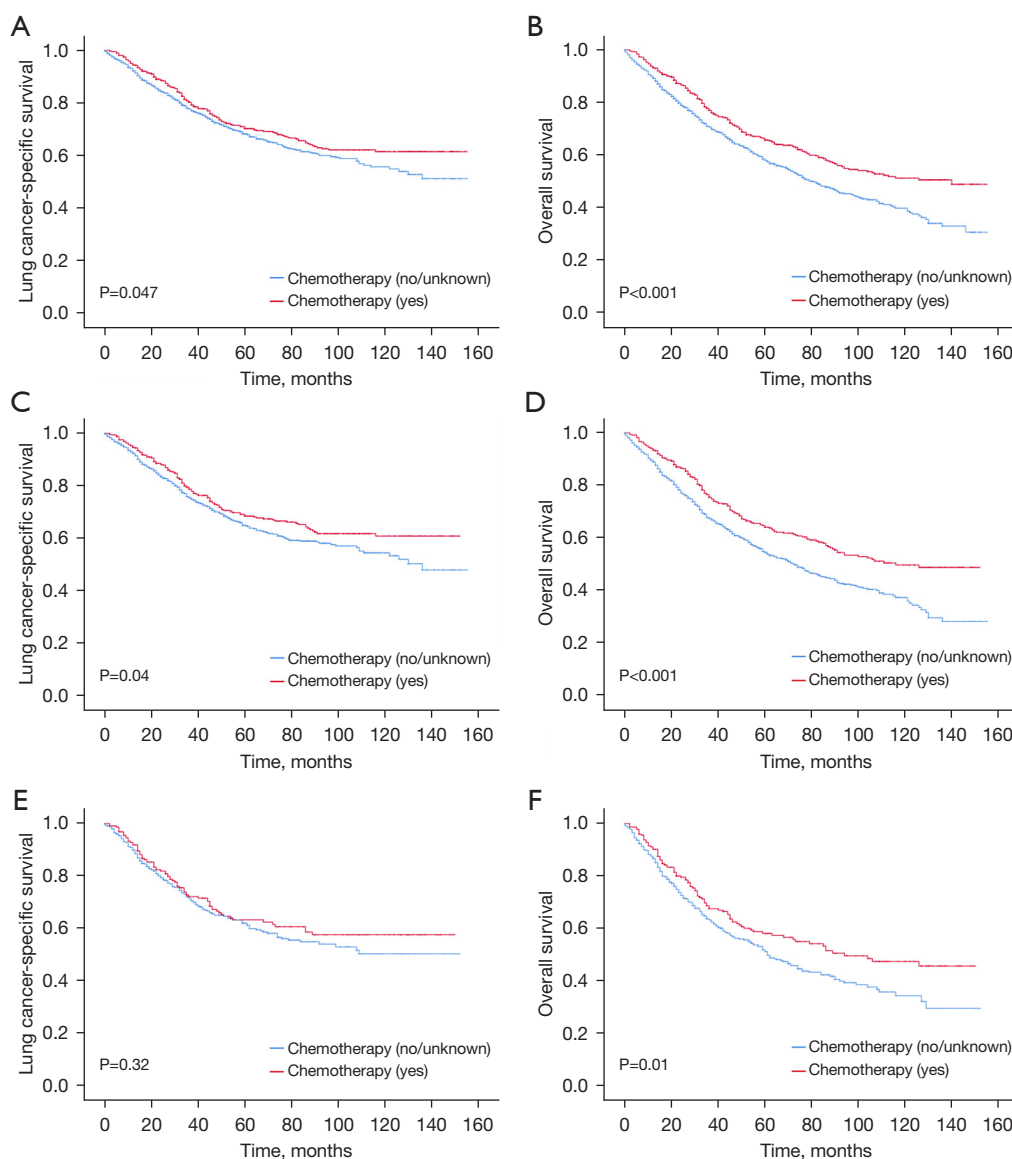 A
Lung cancer-specific survival
1.0
0.8
0.6
0.4
0.2
0.0
P=0.047
Chemotherapy (no/unknown)
Chemotherapy (yes)
0 20 40 60 80 100 120 140 160
Time, months
B
Overall survival
1.0
0.8
0.6
0.4
0.2
0.0
P<0.001
Chemotherapy (no/unknown)
Chemotherapy (yes)
0 20 40 60 80 100 120 140 160
Time, months
C
Lung cancer-specific survival
1.0
0.8
0.6
0.4
0.2
0.0
P=0.04
Chemotherapy (no/unknown)
Chemotherapy (yes)
0 20 40 60 80 100 120 140 160
Time, months
D
Overall survival
1.0
0.8
0.6
0.4
0.2
0.0
P<0.001
Chemotherapy (no/unknown)
Chemotherapy (yes)
0 20 40 60 80 100 120 140 160
Time, months
E
Lung cancer-specific survival
1.0
0.8
0.6
0.4
0.2
0.0
P=0.32
Chemotherapy (no/unknown)
Chemotherapy (yes)
0 20 40 60 80 100 120 140 160
Time, months
F
Overall survival
1.0
0.8
0.6
0.4
0.2
0.0
P=0.01
Chemotherapy (no/unknown)
Chemotherapy (yes)
0 20 40 60 80 100 120 140 160
Time, months